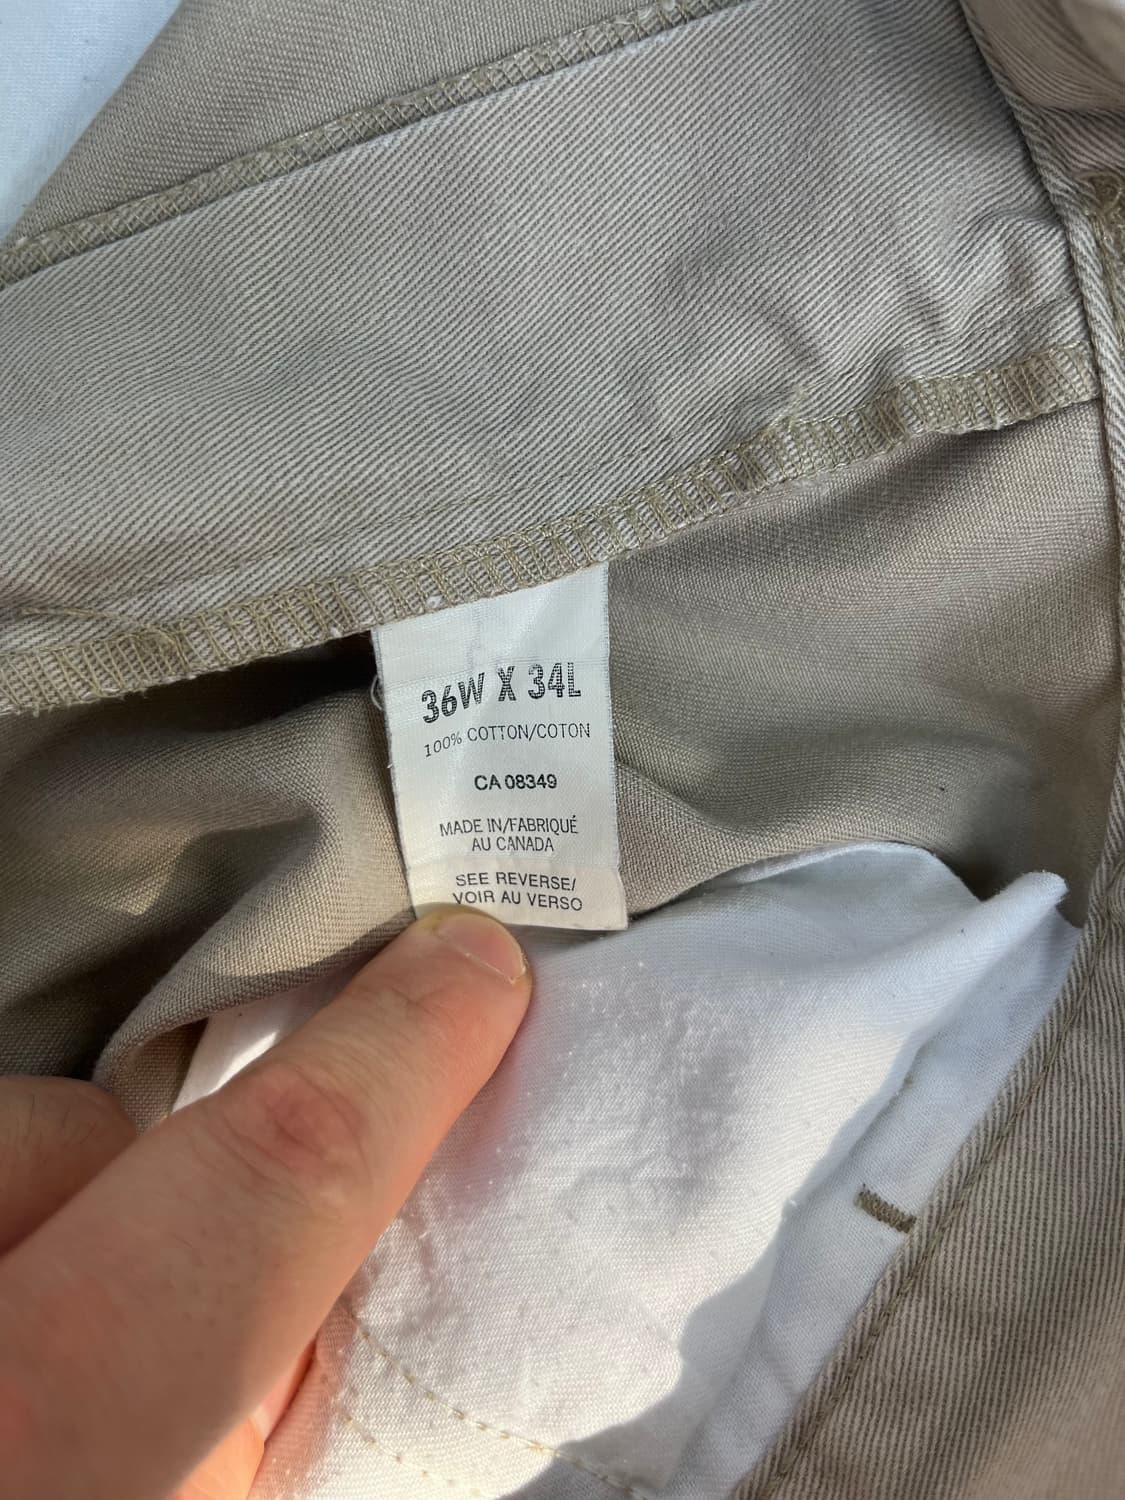 36W X 34L
100% COTTON/COTON
CA 08349
MADE IN/FABRIQUÉ
AU CANADA
SEE REVERSE/
VOIR AU VERSO